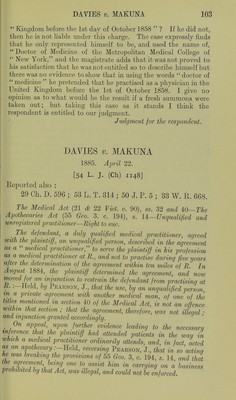 DAVIES v. MAKUNA 103
“ Kingdom before the 1st day of October 1858 ” ? If he did not,
then he is not liable under this charge. The case expressly finds
that he only represented himself to be, and used the name of,
“ Doctor of Medicine of the Metropolitan Medical College of
“ New York,” and the magistrate adds that it was not proved to
his satisfaction that he was not entitled so to describe himself but
there was no evidence to show that in using the words “ doctor of
“ medicine ” he pretended that he practised as a physician in the
United Kingdom before the 1st of October 1858. I give no
opinion as to what would be the result if a fresh summons were
taken out; but taking this case as it stands I think the
respondent is entitled to our judgment.
Judgment for the respondent.
DAVIES v. MAKUNA
1885. April 22.
[54 L. J. (Ch) 1148]
Reported also :
29 Ch. D. 596 ; 53 L. T. 314 ; 50 J. P. 5 ; 33 W. R. 668.
The Medical Act (21 & 22 Vict. c. 90), ss. 32 and 40—The
Apothecaries Act (55 Geo. 3. c. 194), s. 14—Unqualified and
unregistered practitioner—Right to sue.
The defendant, a duly qualified medical practitioner, agreed
with the plaintiff, an unqualified person, described in the agreement
as a “ medical practitioner,” to serve the plaintiff in his profession
as a medical practitioner at R., and not to practise during five years
after the determination of the agreement within ten miles of R. In
August 1884, the plaintiff determined the agreement, and now
moved for an injunction to restrain the defendant from practising at
R. :—Held, by PEARSON, J., that the use, by an unqualified person,
in a private agreement with another medical man, of one of the
titles mentioned in section 40 of the Medical Act, is not an offence
within that section ; that the agreement, therefore, was not illegal ;
and injunction granted accordingly.
On appeal, upon further evidence leading to the necessary
inference that the plaintiff had attended patients in the way in
which a medical practitioner ordinarily attends, and, in fact, acted
as an apothecary :—Held, reversing PEARSON, J., that in so acting
he was breaking the provisions of 55 Geo. 3, c. 194, s. 14, and that
the agreement, being one to assist him in carrying on a business
prohibited by that Act, was illegal, and could not be enforced.